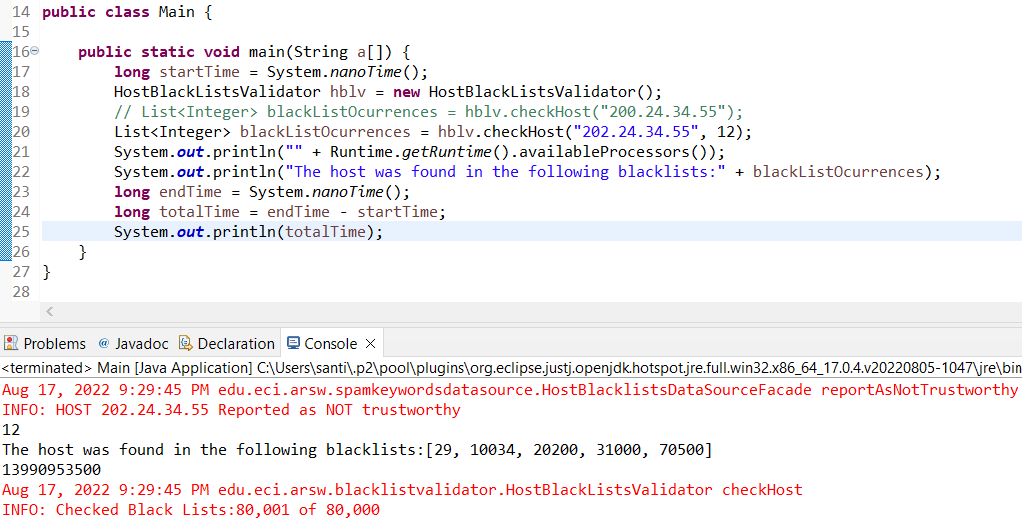 14 public class Main {
15
16 public static void main(String a[]) {
17 long startTime = System.nanoTime();
18 HostBlackListsValidator hblv = new HostBlackListsValidator();
19 // List<Integer> blackListOcurrences = hblv.checkHost("200.24.34.55");
20 List<Integer> blackListOcurrences = hblv.checkHost("202.24.34.55", 12);
21 System.out.println("" + Runtime.getRuntime().availableProcessors());
22 System.out.println("The host was found in the following blacklists:" + blackListOcurrences);
23 long endTime = System.nanoTime();
24 long totalTime = endTime - startTime;
25 System.out.println(totalTime);
26 }
27 }
28
Problems @ Javadoc Declaration Console
<terminated> Main [Java Application] C:\Users\santi\.p2\pool\plugins\org.eclipse.justj.openjdk.hotspot.jre.full.win32.x86_64_17.0.4.v20220805-1047\jre\bin
Aug 17, 2022 9:29:45 PM edu.eci.arsw.spamkeywordsdatasource.HostBlacklistsDataSourceFacade reportAsNotTrustworthy
INFO: HOST 202.24.34.55 Reported as NOT trustworthy
12
The host was found in the following blacklists:[29, 10034, 20200, 31000, 70500]
13990953500
Aug 17, 2022 9:29:45 PM edu.eci.arsw.blacklistvalidator.HostBlackListsValidator checkHost
INFO: Checked Black Lists:80,001 of 80,000